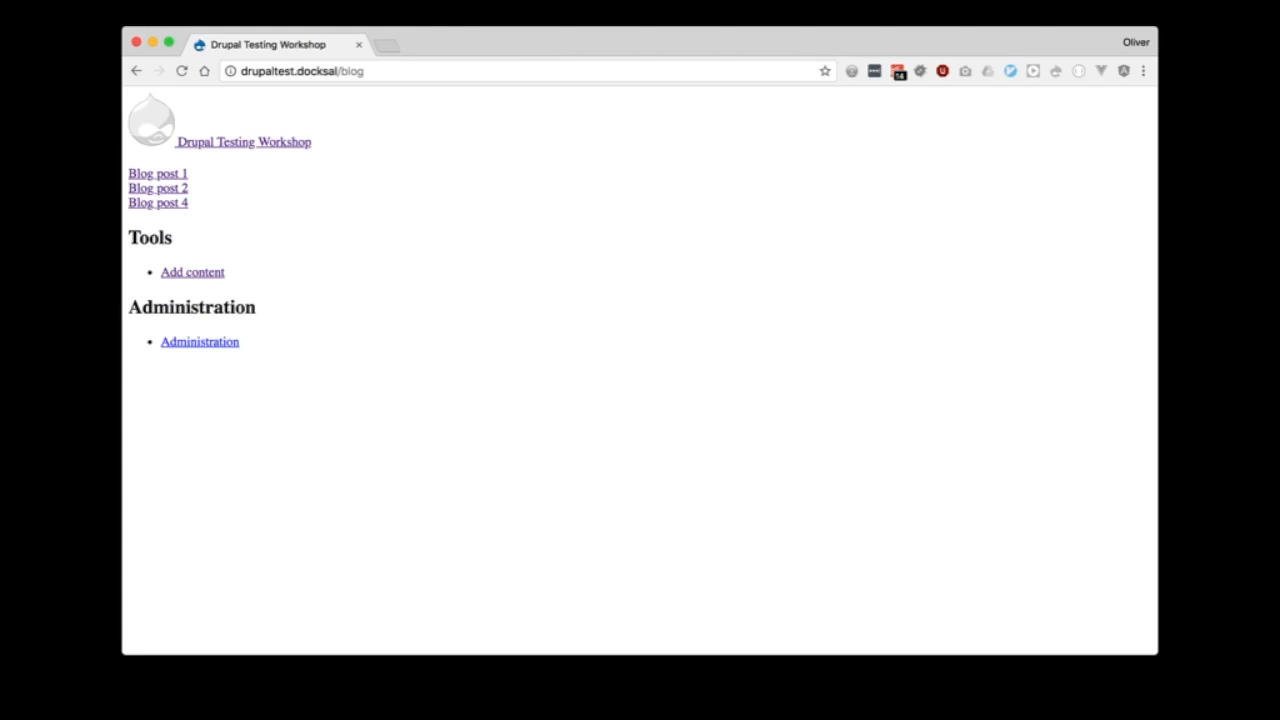 Drupal Testing Workshop
Oliver
drupaltest.docksal/blog
14
Drupal Testing Workshop
Blog post 1
Blog post 2
Blog post 4
Tools
Add content
Administration
Administration